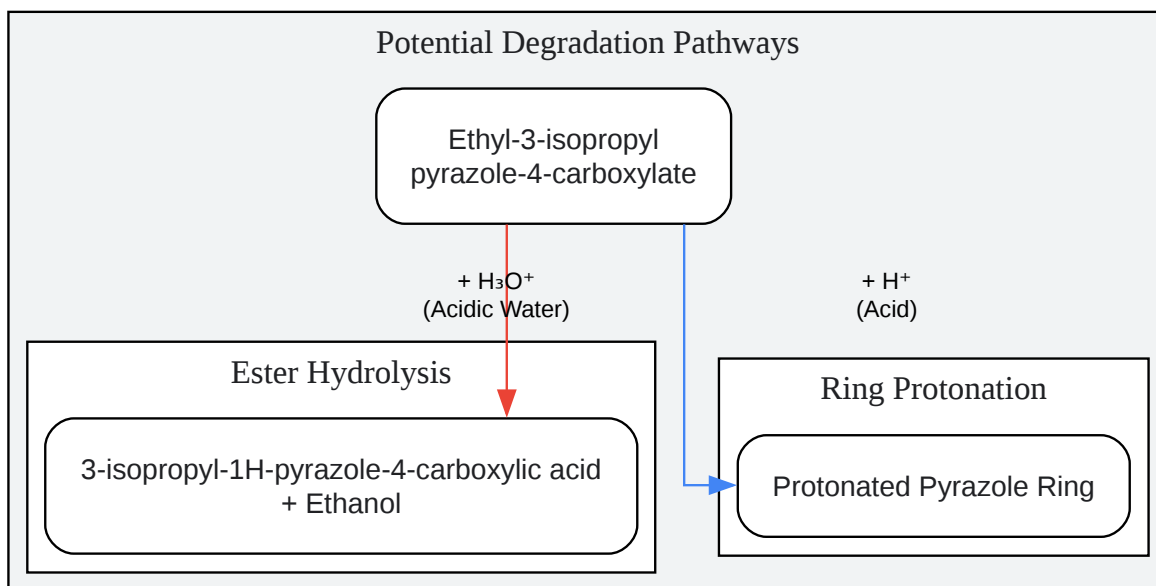 Potential Degradation Pathways
Ethyl-3-isopropyl
pyrazole-4-carboxylate
+ H₃O⁺
(Acidic Water)
+ H⁺
(Acid)
Ester Hydrolysis
3-isopropyl-1H-pyrazole-4-carboxylic acid
+ Ethanol
Ring Protonation
Protonated Pyrazole Ring